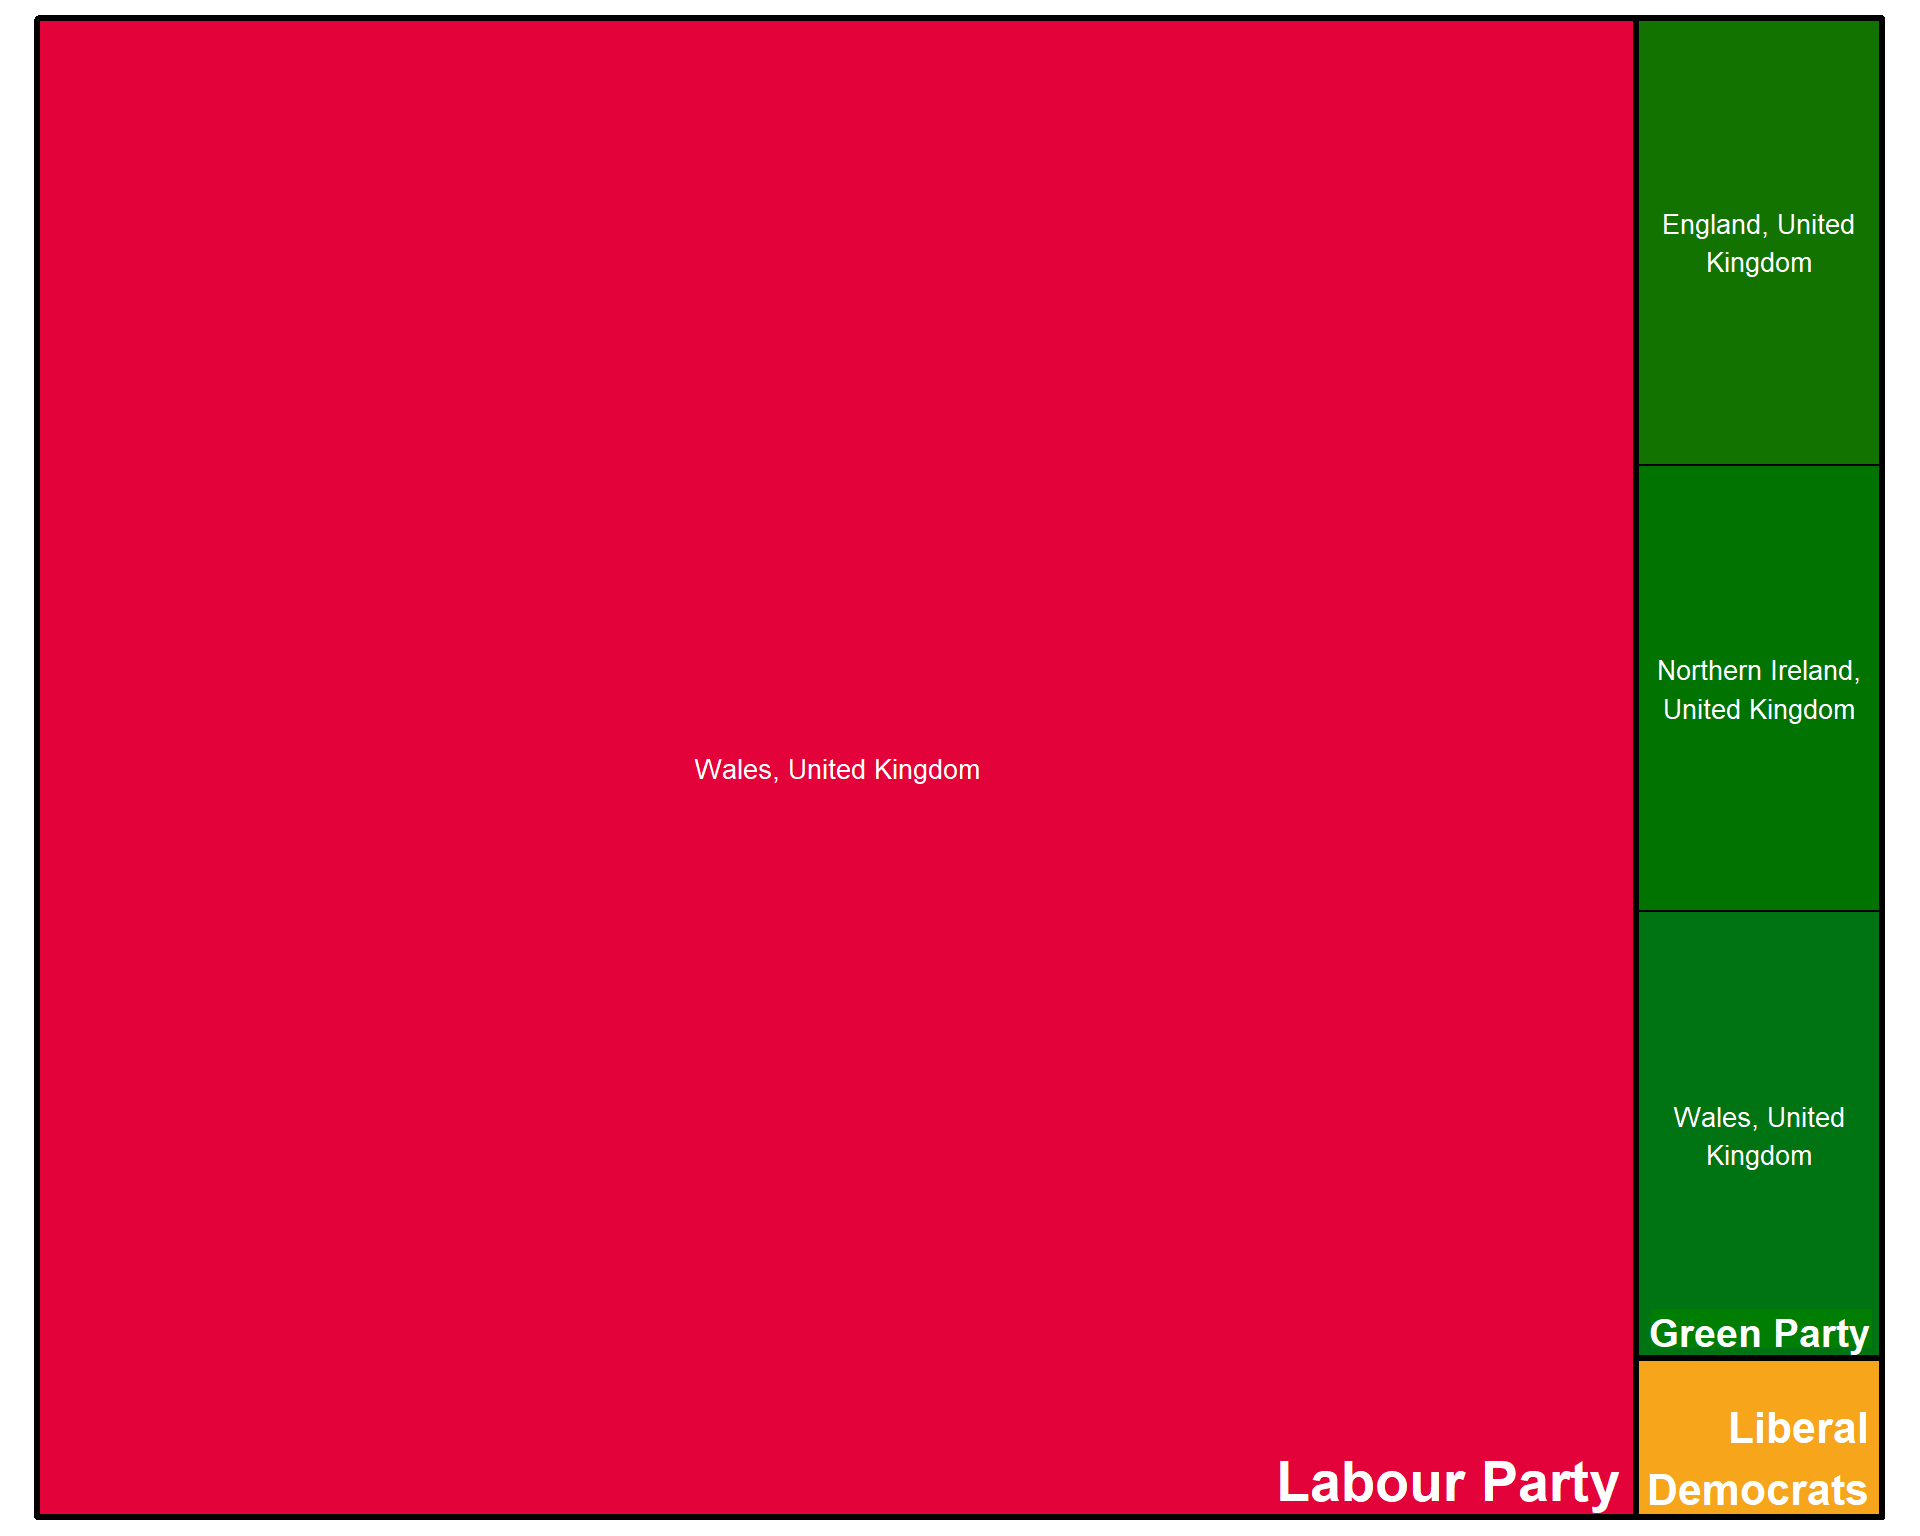 Wales, United Kingdom
Labour Party
England, United
Kingdom
Northern Ireland,
United Kingdom
Wales, United
Kingdom
Green Party
Liberal
Democrats